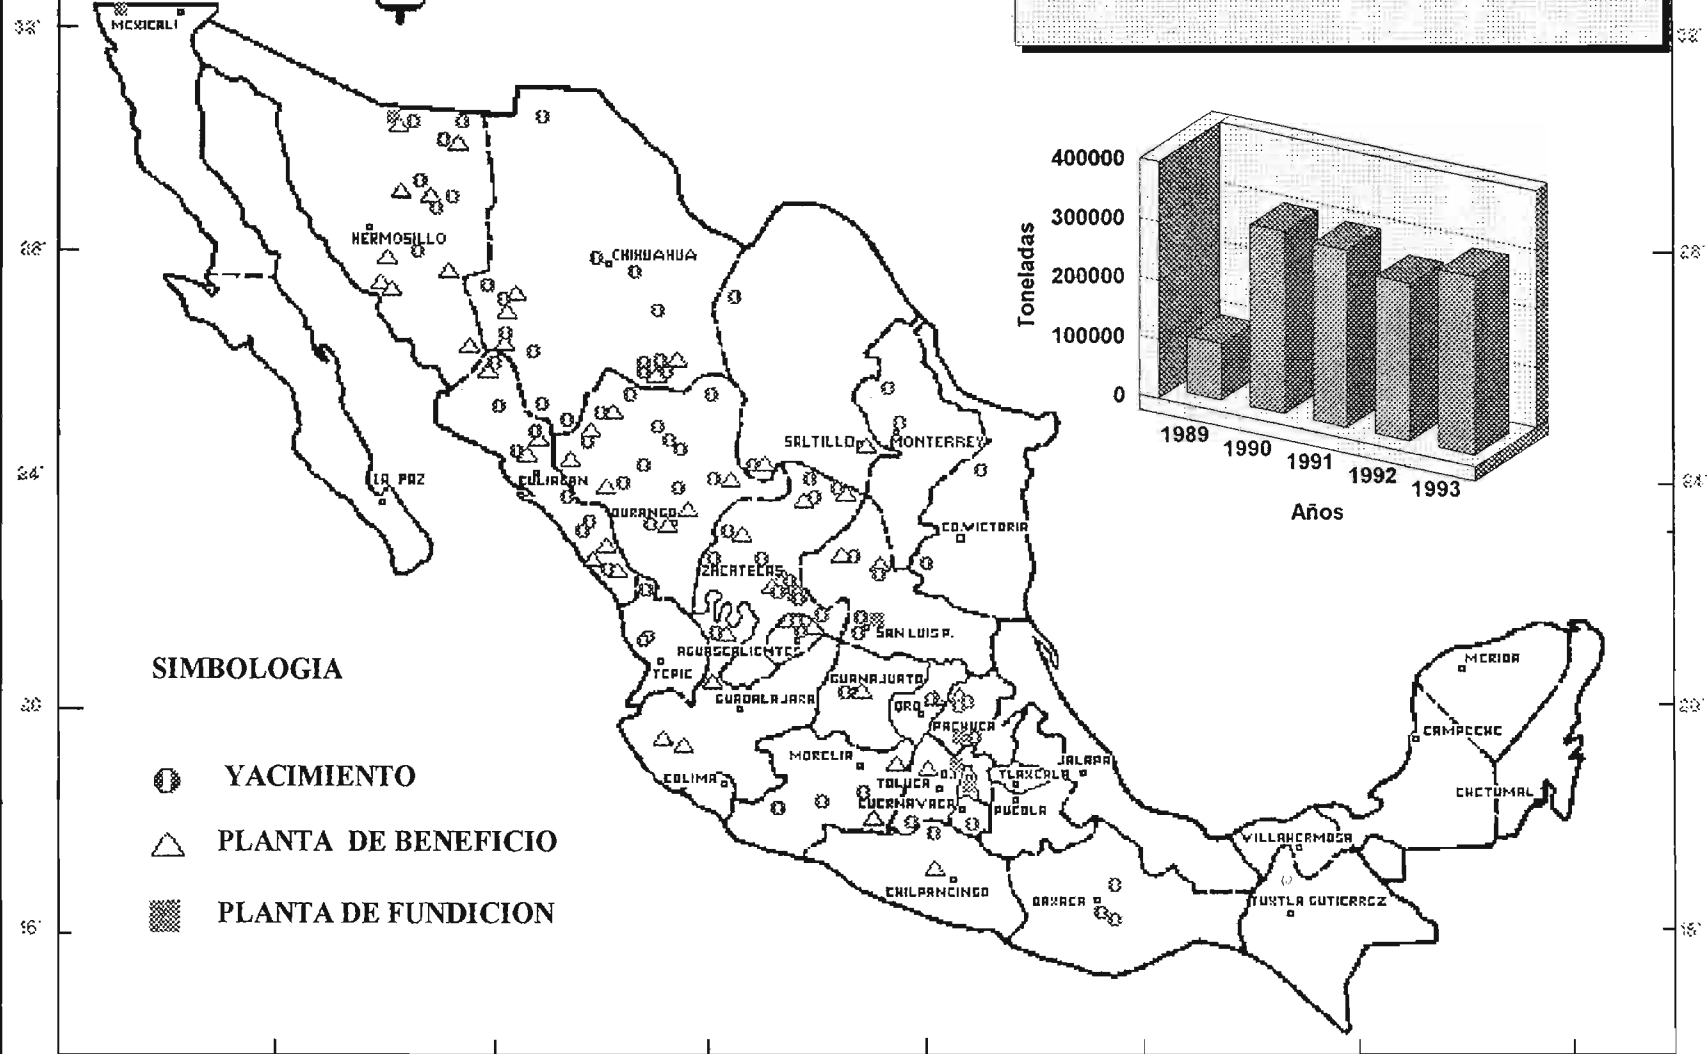 MEXICALI
HERMOSILLO
CHIHUAHUA
400000
300000
200000
100000
0
Toneladas
1989
1990
1991
1992
1993
Años
SALTILLO
MONTERREY
LA PAZ
CULIACAN
DURANGO
CD.VICTORIA
ZACATECAS
SAN LUIS P.
AGUASCALIENTES
TEPIC
GUANAJUATO
GUADALAJARA
QRO
PACHUCA
MORELIA
JALAPA
COLIMA
TOLUCA
TLAXCALA
CUERNAVACA
PUEBLA
MERIDA
CAMPECHE
CHETUMAL
VILLAHERMOSA
CHILPANCINGO
OAXACA
TUXTLA GUTIERREZ
SIMBOLOGIA
YACIMIENTO
PLANTA DE BENEFICIO
PLANTA DE FUNDICION